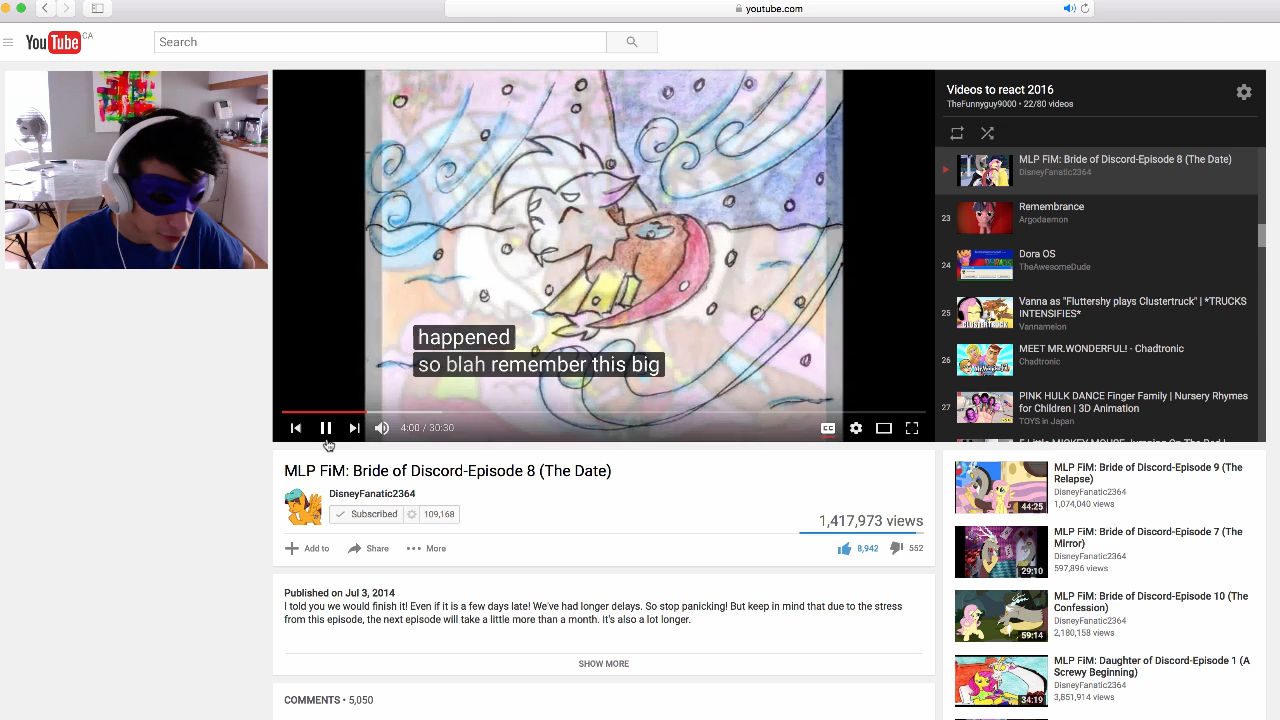 youtube.com
YouTube CA
Search
happened
so blah remember this big
4:00 / 30:30
CC
Videos to react 2016
TheFunnyguy9000 • 22/80 videos
MLP FiM: Bride of Discord-Episode 8 (The Date)
DisneyFanatic2364
23
Remembrance
Argodaemon
24
Dora OS
TheAwesomeDude
25
Vanna as "Fluttershy plays Clustertruck" | *TRUCKS
INTENSIFIES*
Vannamelon
CLUSTERTRUCK
26
MEET MR.WONDERFUL! - Chadtronic
Chadtronic
27
PINK HULK DANCE Finger Family | Nursery Rhymes
for Children | 3D Animation
TOYS in Japan
MLP FiM: Bride of Discord-Episode 8 (The Date)
DisneyFanatic2364
Subscribed 109,168
1,417,973 views
Add to Share More
8,942 552
Published on Jul 3, 2014
I told you we would finish it! Even if it is a few days late! We've had longer delays. So stop panicking! But keep in mind that due to the stress
from this episode, the next episode will take a little more than a month. It's also a lot longer.
SHOW MORE
COMMENTS • 5,050
MLP FiM: Bride of Discord-Episode 9 (The
Relapse)
DisneyFanatic2364
1,074,040 views
44:25
MLP FiM: Bride of Discord-Episode 7 (The
Mirror)
DisneyFanatic2364
597,896 views
29:10
MLP FiM: Bride of Discord-Episode 10 (The
Confession)
DisneyFanatic2364
2,180,158 views
59:14
MLP FiM: Daughter of Discord-Episode 1 (A
Screwy Beginning)
DisneyFanatic2364
3,851,914 views
34:19